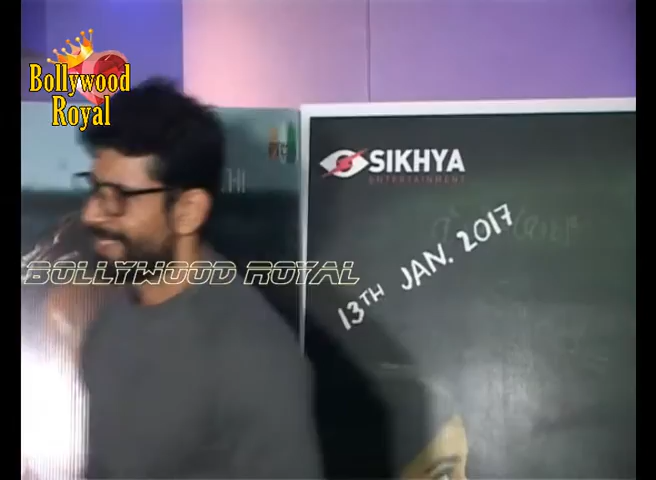 Bollywood
Royal
SIKHYA
ENTERTAINMENT
13TH JAN. 2017
BOLLYWOOD ROYAL